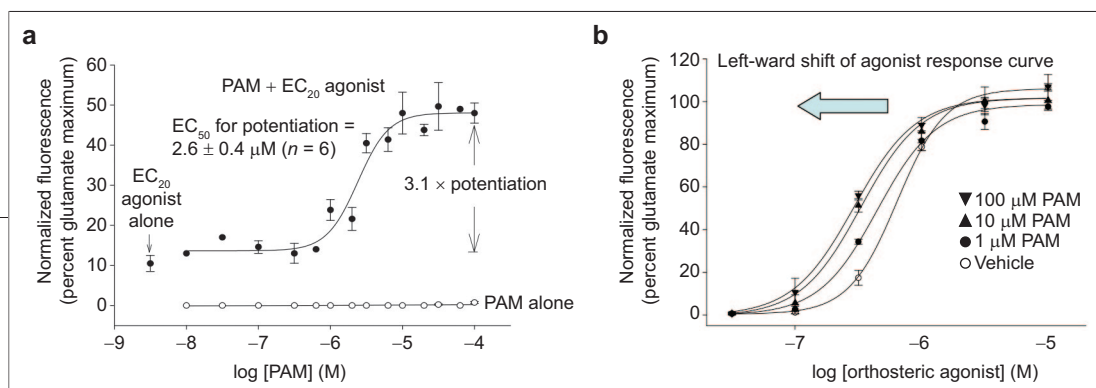 a
Normalized fluorescence
(percent glutamate maximum)
60
50
40
30
20
10
0
PAM + EC20 agonist
EC50 for potentiation =
2.6 ± 0.4 μM (n = 6)
EC20
agonist
alone
3.1 × potentiation
PAM alone
–9
–8
–7
–6
–5
–4
log [PAM] (M)
b
Normalized fluorescence
(percent glutamate maximum)
120
100
80
60
40
20
0
Left-ward shift of agonist response curve
100 μM PAM
10 μM PAM
1 μM PAM
Vehicle
–7
–6
–5
log [orthosteric agonist] (M)